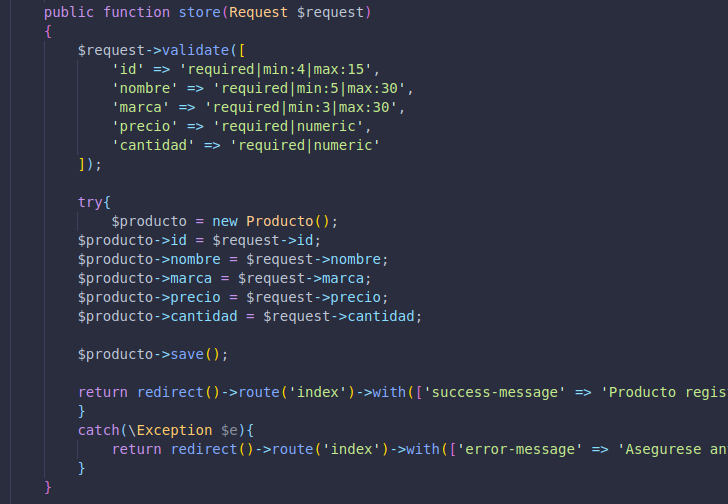 public function store(Request $request)
{
$request->validate([
'id' => 'required|min:4|max:15',
'nombre' => 'required|min:5|max:30',
'marca' => 'required|min:3|max:30',
'precio' => 'required|numeric',
'cantidad' => 'required|numeric'
]);
try{
$producto = new Producto();
$producto->id = $request->id;
$producto->nombre = $request->nombre;
$producto->marca = $request->marca;
$producto->precio = $request->precio;
$producto->cantidad = $request->cantidad;
$producto->save();
return redirect()->route('index')->with(['success-message' => 'Producto regis
}
catch(\Exception $e){
return redirect()->route('index')->with(['error-message' => 'Asegurese an
}
}